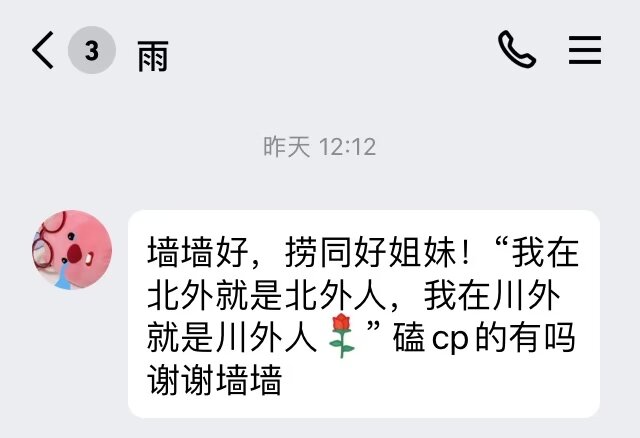 3 雨
昨天 12:12
墙墙好，捞同好姐妹！“我在
北外就是北外人，我在川外
就是川外人🌹” 磕cp的有吗
谢谢墙墙